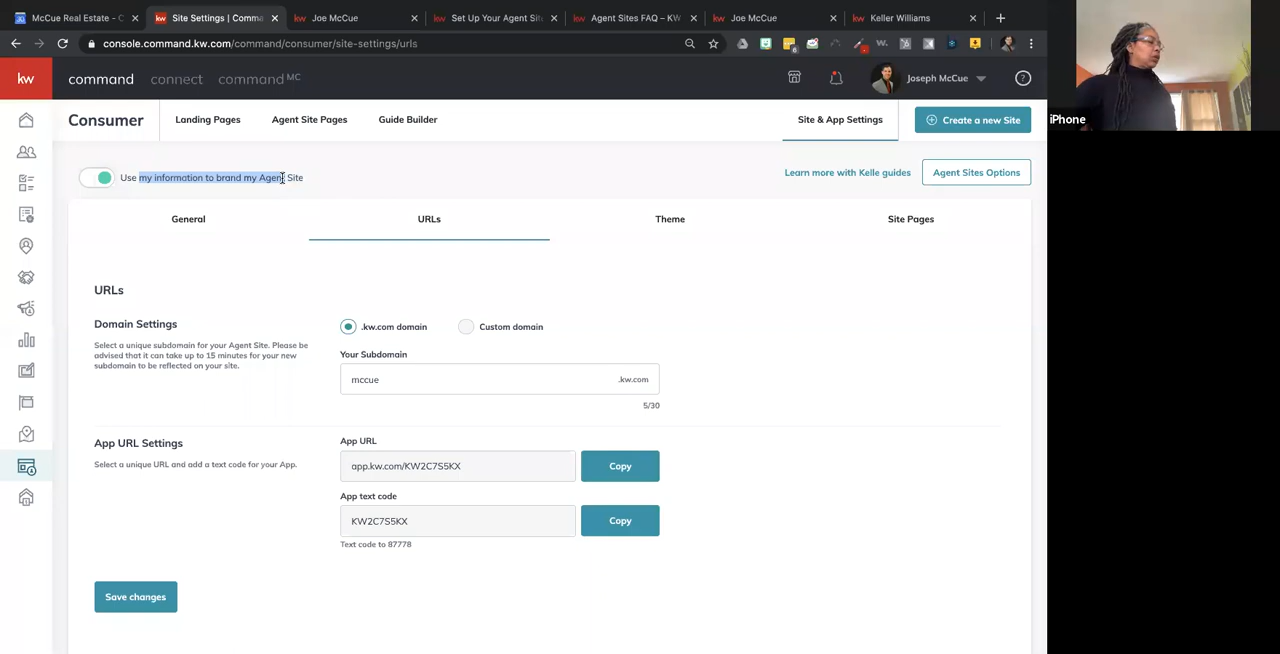 McCue Real Estate - C
Site Settings | Comma
Joe McCue
Set Up Your Agent Sit
Agent Sites FAQ – KW
Joe McCue
Keller Williams
console.command.kw.com/command/consumer/site-settings/urls
kw
command
connect
command MC
Joseph McCue
Consumer
Landing Pages
Agent Site Pages
Guide Builder
Site & App Settings
Create a new Site
iPhone
Use my information to brand my Agent Site
Learn more with Kelle guides
Agent Sites Options
General
URLs
Theme
Site Pages
URLs
Domain Settings
Select a unique subdomain for your Agent Site. Please be
advised that it can take up to 15 minutes for your new
subdomain to be reflected on your site.
.kw.com domain
Custom domain
Your Subdomain
mccue
.kw.com
5/30
App URL Settings
Select a unique URL and add a text code for your App.
App URL
app.kw.com/KW2C7S5KX
Copy
App text code
KW2C7S5KX
Copy
Text code to 87778
Save changes